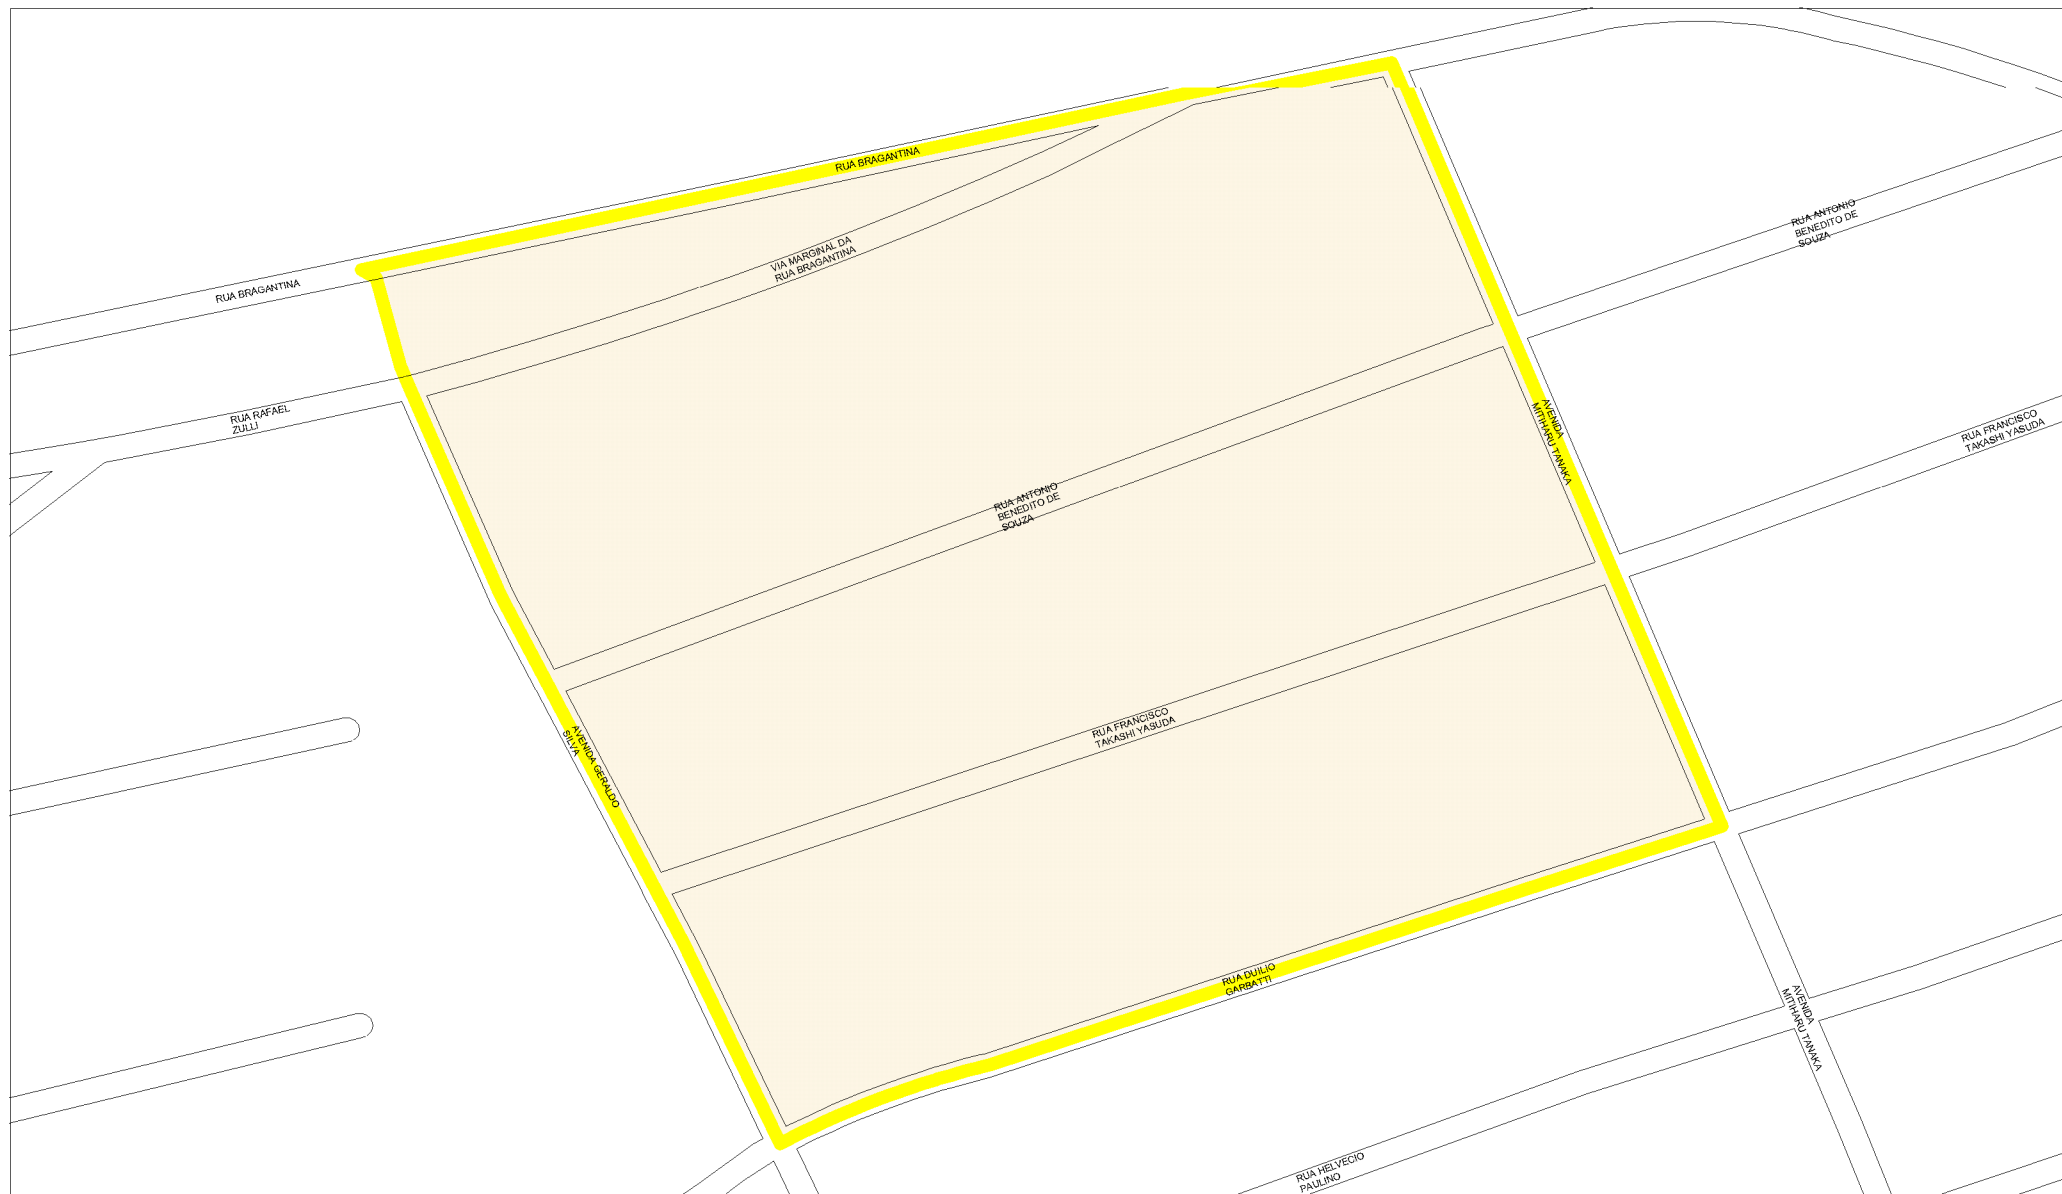 RUA BRAGANTINA
RUA ANTONIO
BENEDITO DE
SOUZA
VIA MARGINAL DA
RUA BRAGANTINA
RUA BRAGANTINA
RUA RAFAEL
ZULLI
AVENIDA
MITIHARU TANAKA
RUA FRANCISCO
TAKASHI YASUDA
RUA ANTONIO
BENEDITO DE
SOUZA
RUA FRANCISCO
TAKASHI YASUDA
AVENIDA GERALDO
SILVA
RUA DUILIO
GARBATTI
AVENIDA
MITIHARU TANAKA
RUA HELVECIO
PAULINO